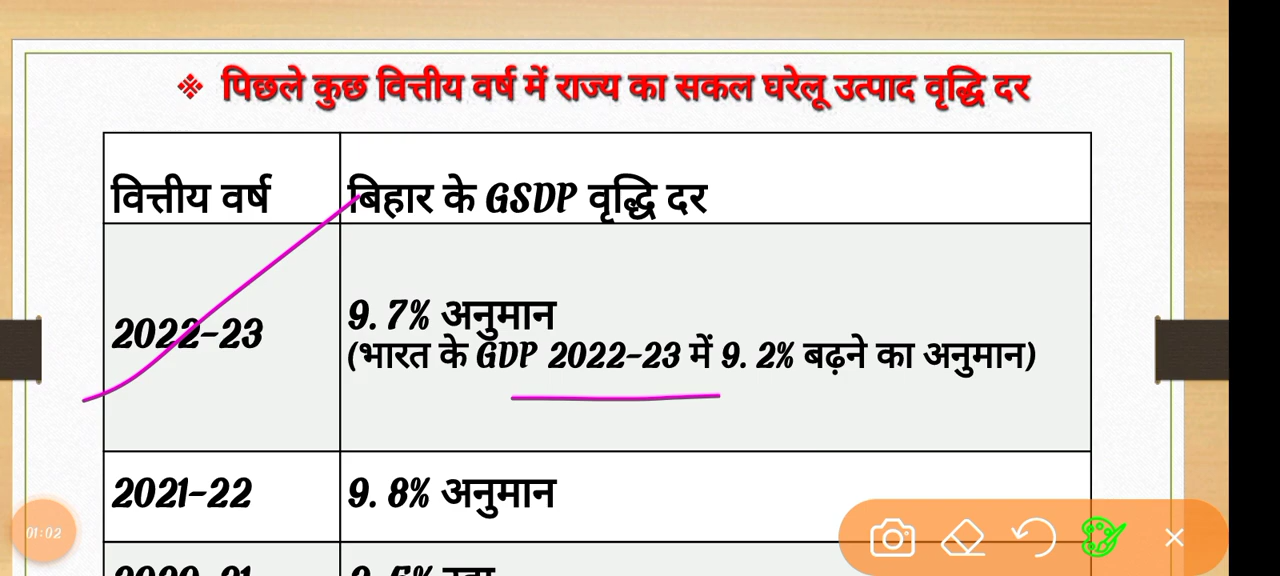 ❖ पिछले कुछ वित्तीय वर्ष में राज्य का सकल घरेलू उत्पाद वृद्धि दर
वित्तीय वर्ष बिहार के GSDP वृद्धि दर
2022-23 9.7% अनुमान
(भारत के GDP 2022-23 में 9.2% बढ़ने का अनुमान)
2021-22 9.8% अनुमान
01:02